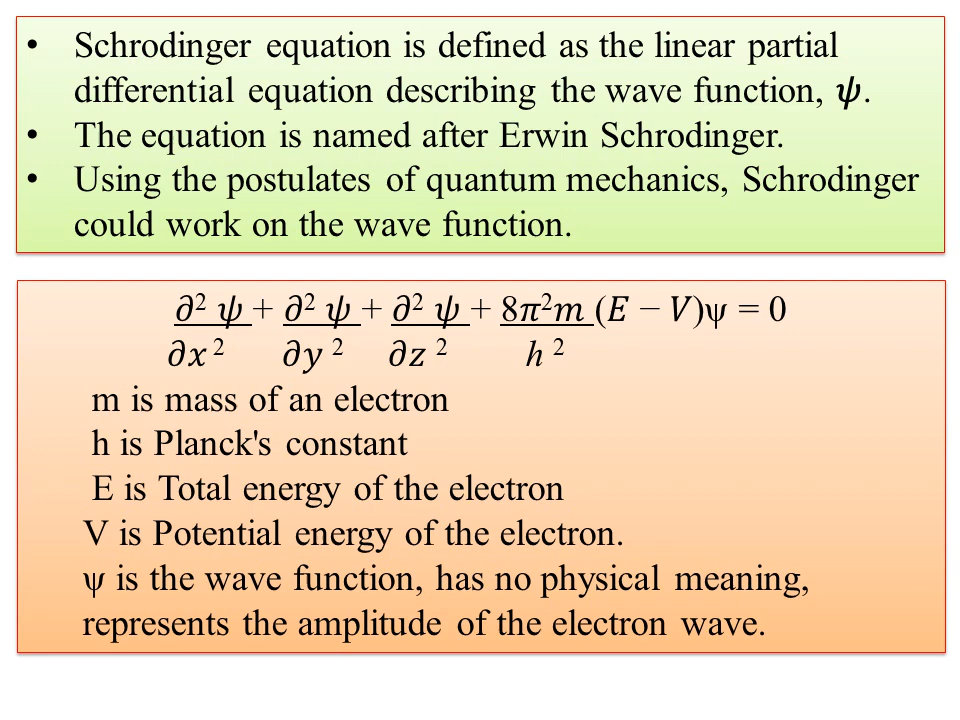 • Schrodinger equation is defined as the linear partial
differential equation describing the wave function, 𝜓.
• The equation is named after Erwin Schrodinger.
• Using the postulates of quantum mechanics, Schrodinger
could work on the wave function.
∂² 𝜓 + ∂² 𝜓 + ∂² 𝜓 + 8𝜋²𝑚 (𝐸 − 𝑉)ψ = 0
∂𝑥 ² ∂𝑦 ² ∂𝑧 ² ℎ ²
m is mass of an electron
h is Planck's constant
E is Total energy of the electron
V is Potential energy of the electron.
ψ is the wave function, has no physical meaning,
represents the amplitude of the electron wave.